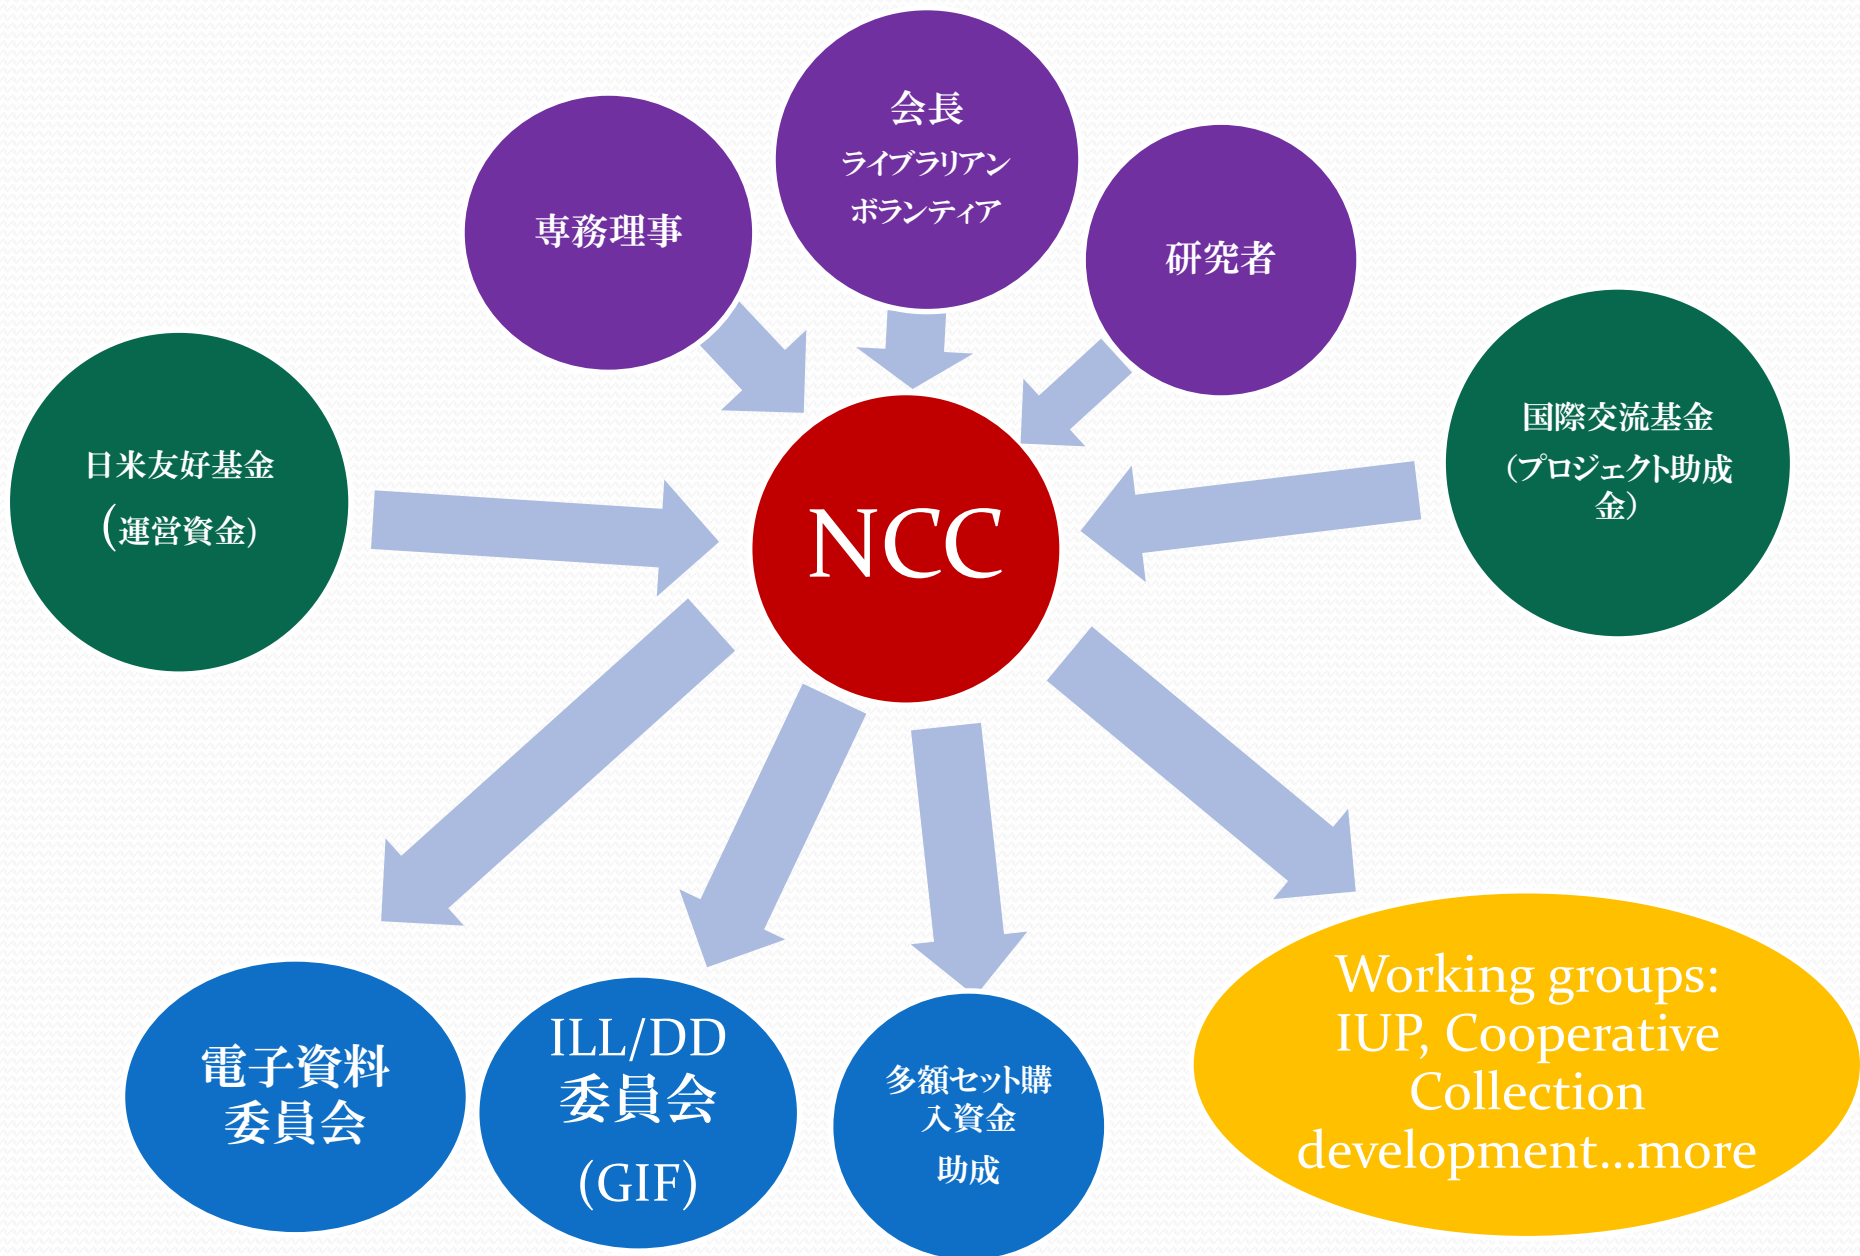 会長
ライブラリアン
ボランティア
専務理事
研究者
日米友好基金
(運営資金)
国際交流基金
(プロジェクト助成
金)
NCC
電子資料
委員会
ILL/DD
委員会
(GIF)
多額セット購
入資金
助成
Working groups:
IUP, Cooperative
Collection
development...more